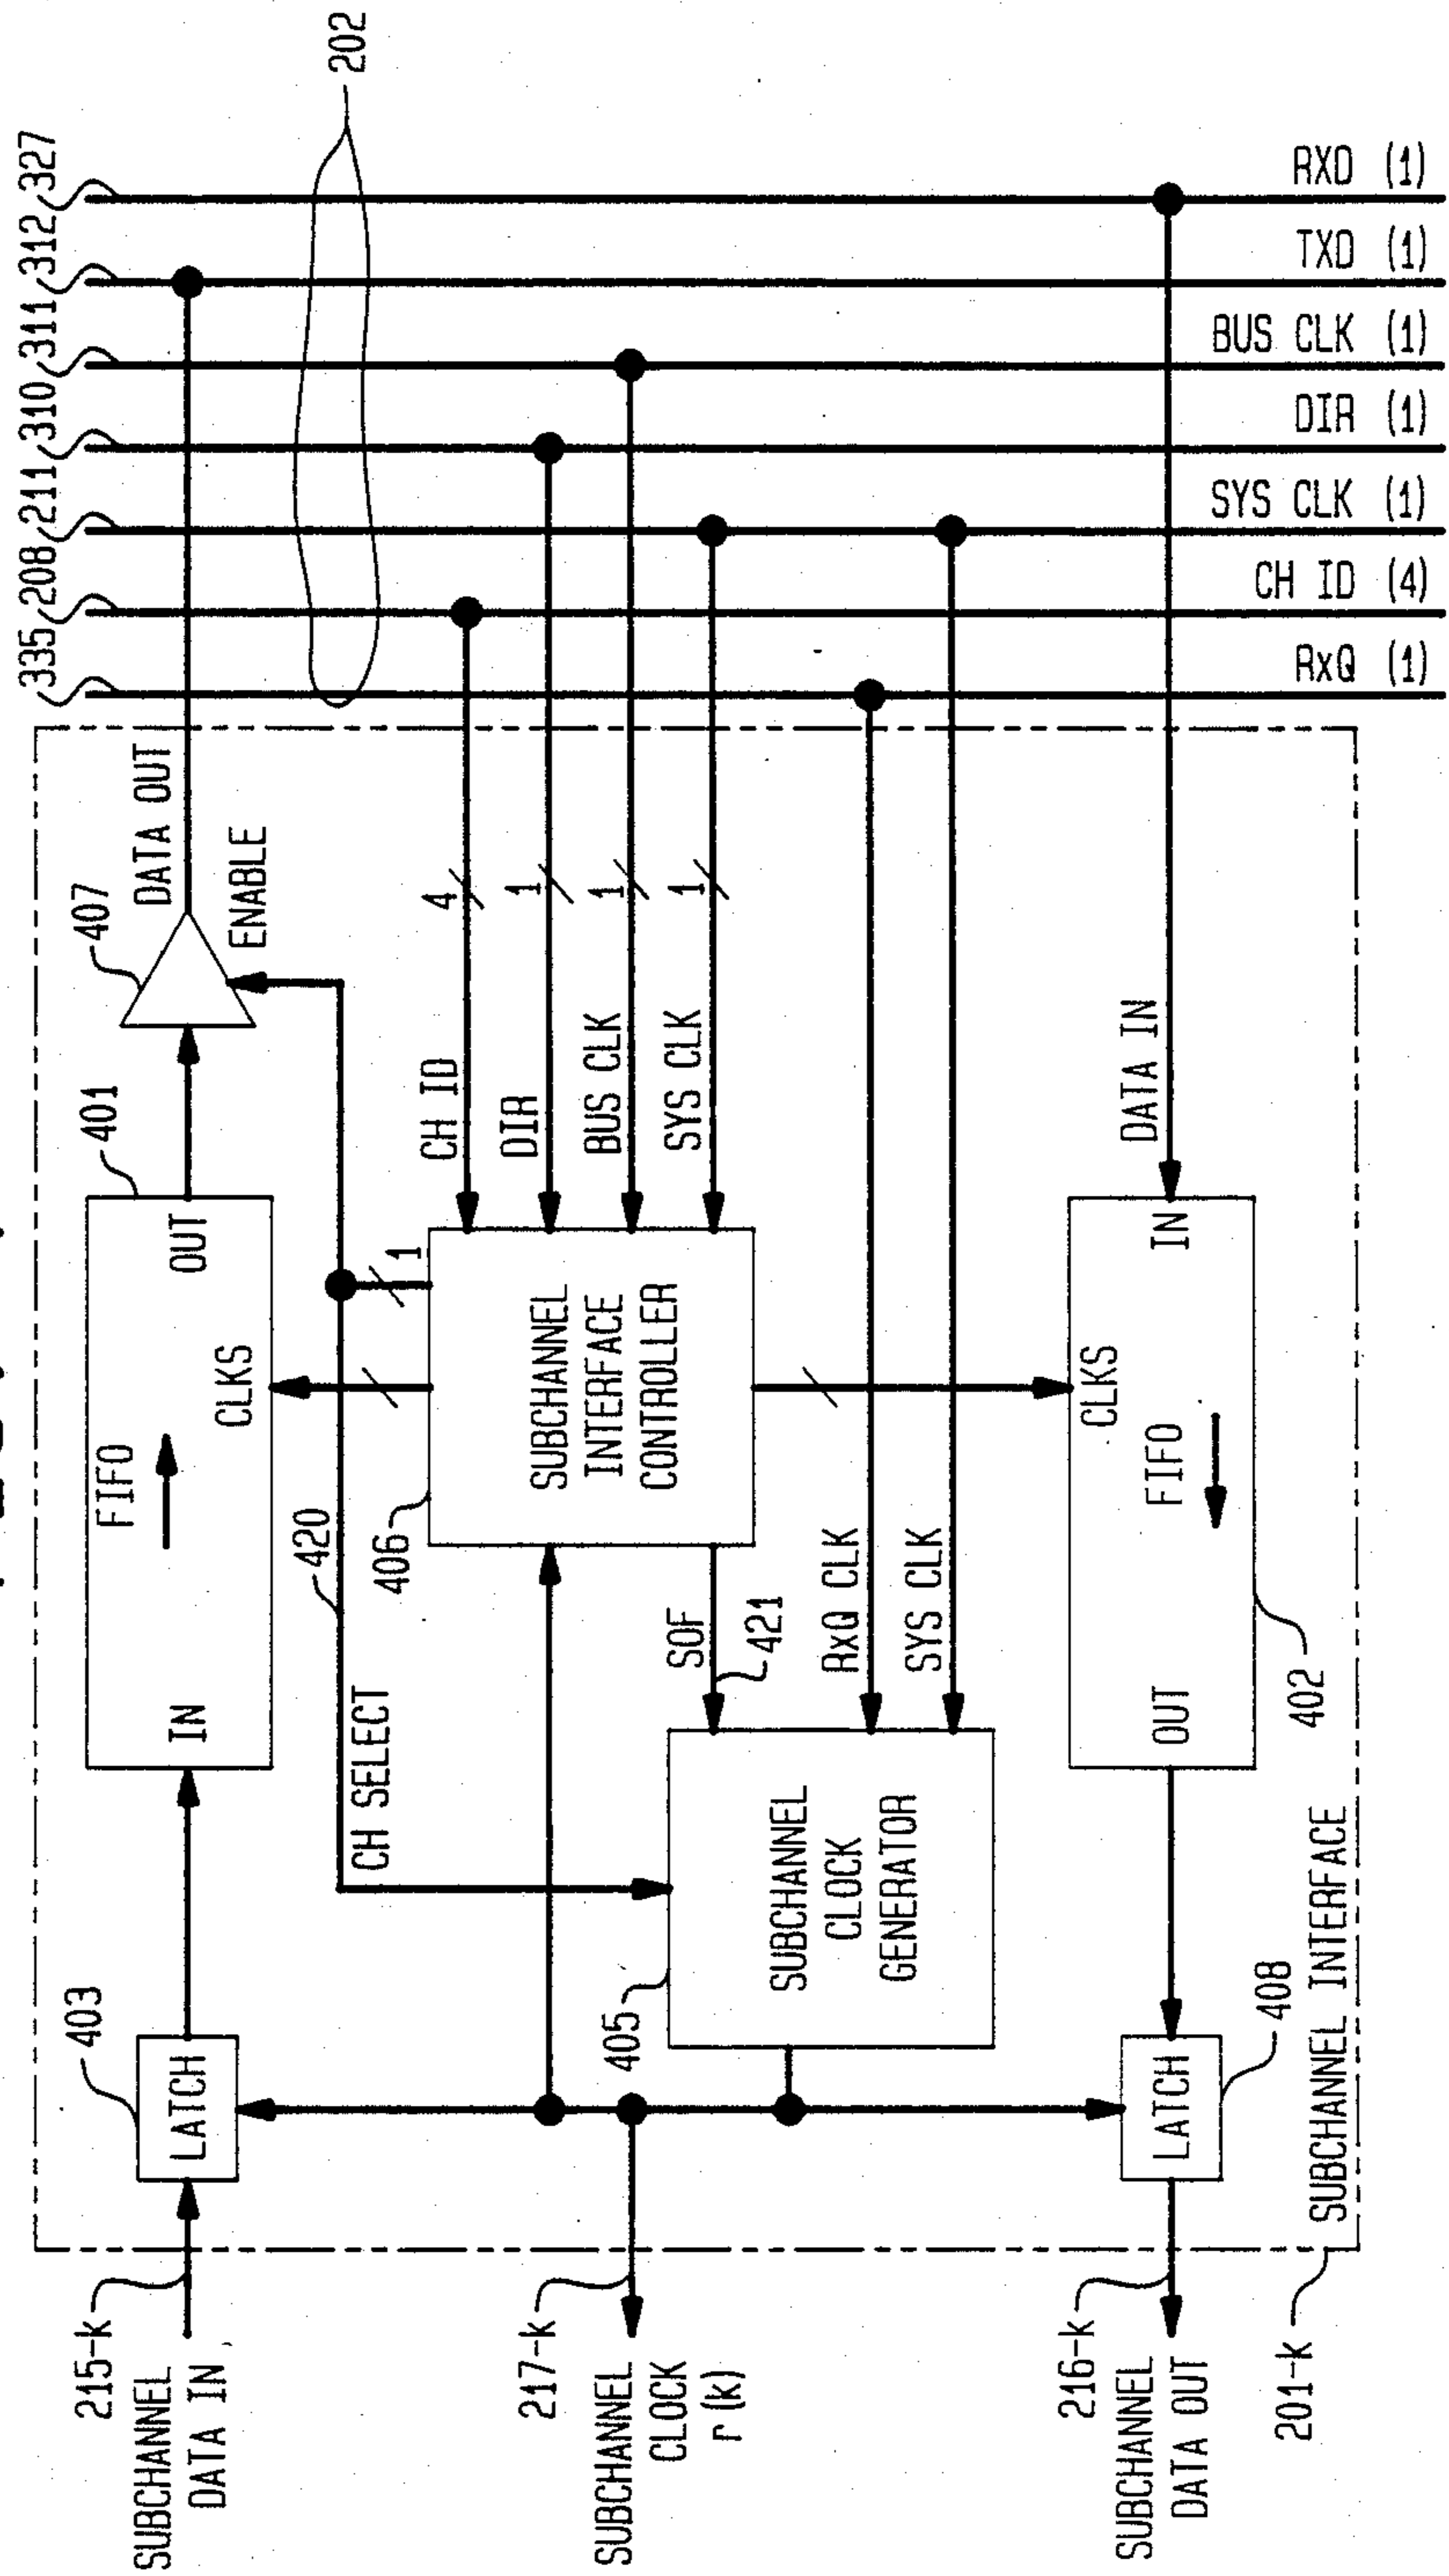 335
208
211
310
311
312
327
202
407
DATA OUT
ENABLE
401
FIFO
IN
OUT
CLKS
403
LATCH
215-k
SUBCHANNEL
DATA IN
420
CH SELECT
406
SUBCHANNEL
INTERFACE
CONTROLLER
1
4
1
1
1
CH ID
DIR
BUS CLK
SYS CLK
SOF
421
RxQ CLK
SYS CLK
405
SUBCHANNEL
CLOCK
GENERATOR
217-k
SUBCHANNEL
CLOCK
r (k)
DATA IN
IN
CLKS
FIFO
OUT
402
LATCH
408
216-k
SUBCHANNEL
DATA OUT
SUBCHANNEL INTERFACE
201-k
RXD (1)
TXD (1)
BUS CLK (1)
DIR (1)
SYS CLK (1)
CH ID (4)
RxQ (1)